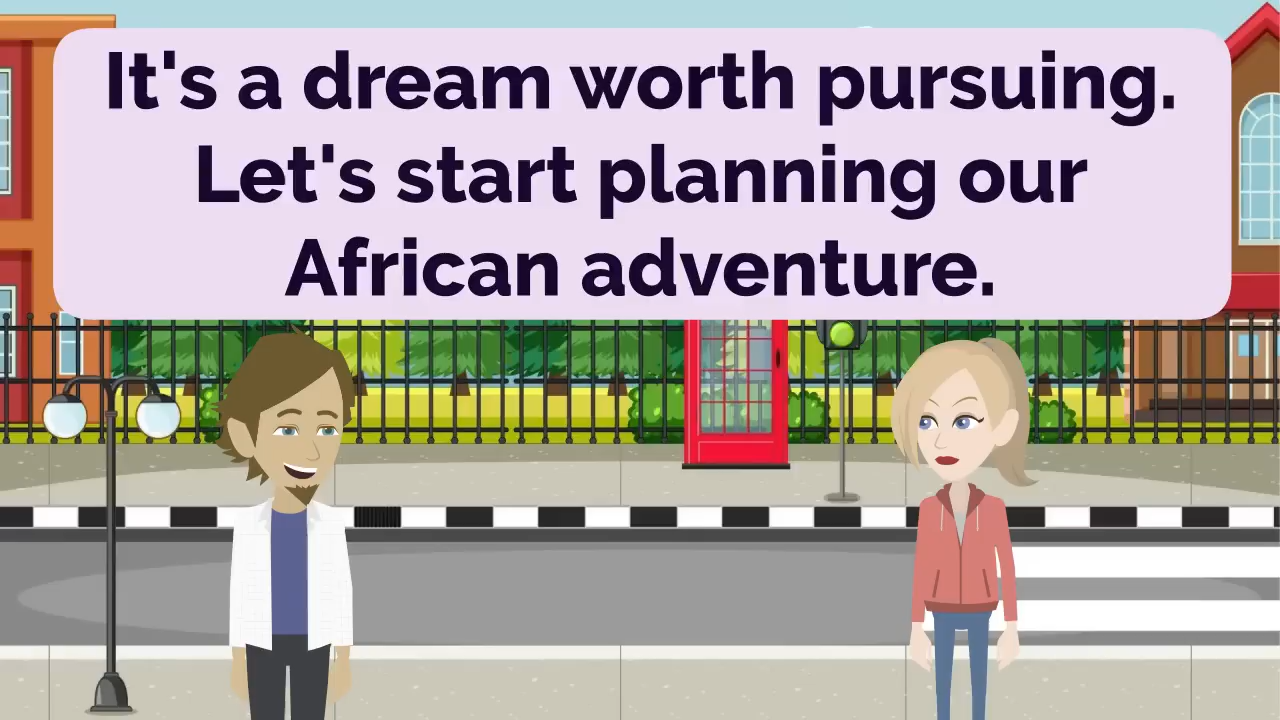 It's a dream worth pursuing.
Let's start planning our
African adventure.